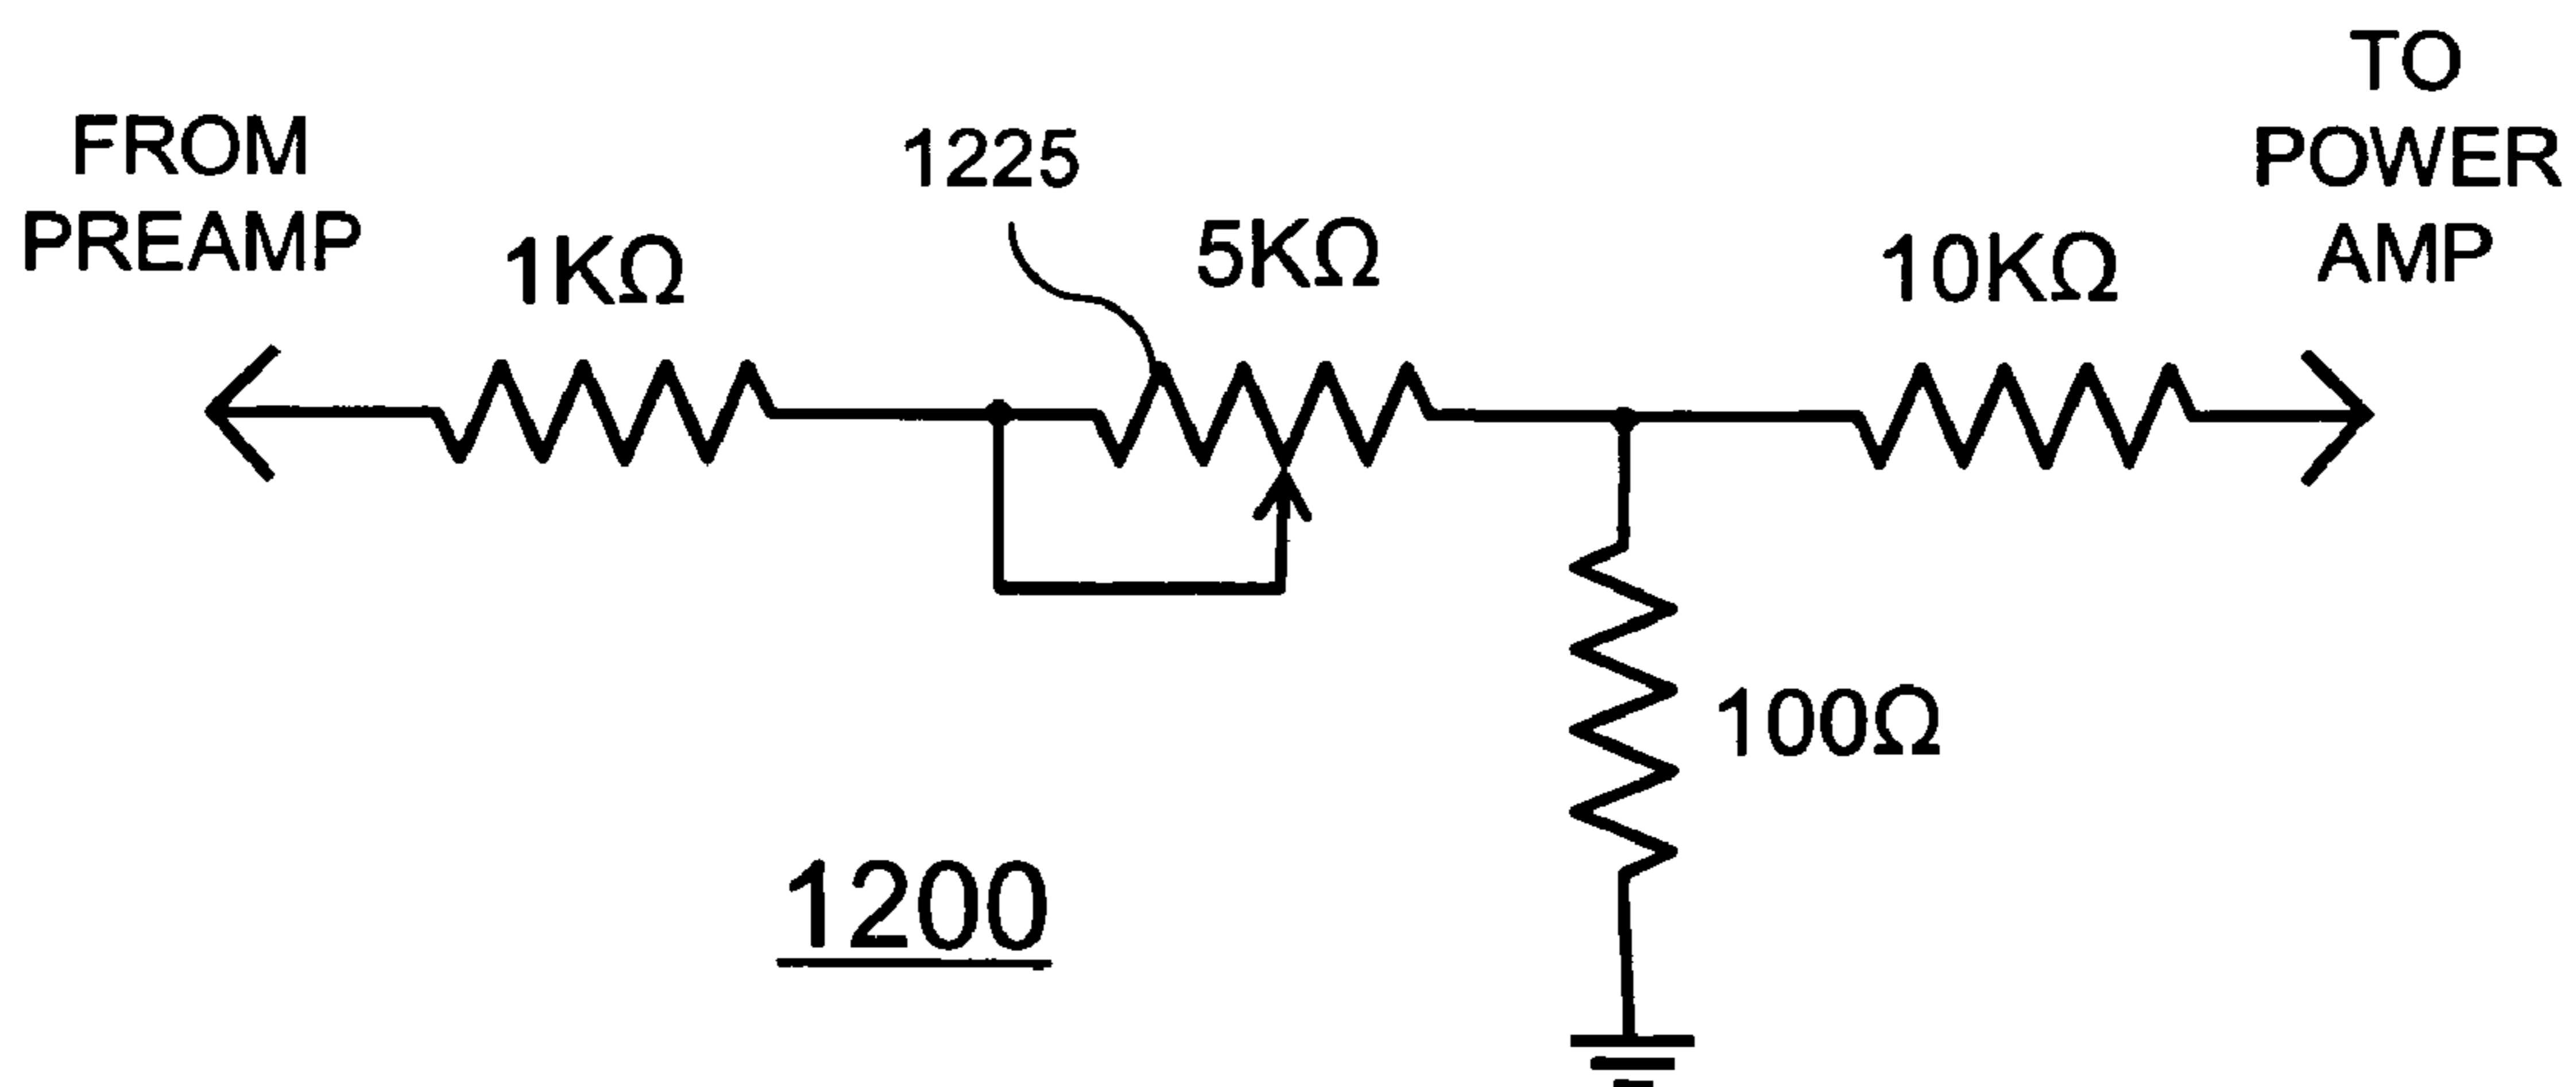 FROM
PREAMP
1KΩ
1225
5KΩ
10KΩ
TO
POWER
AMP
100Ω
1200